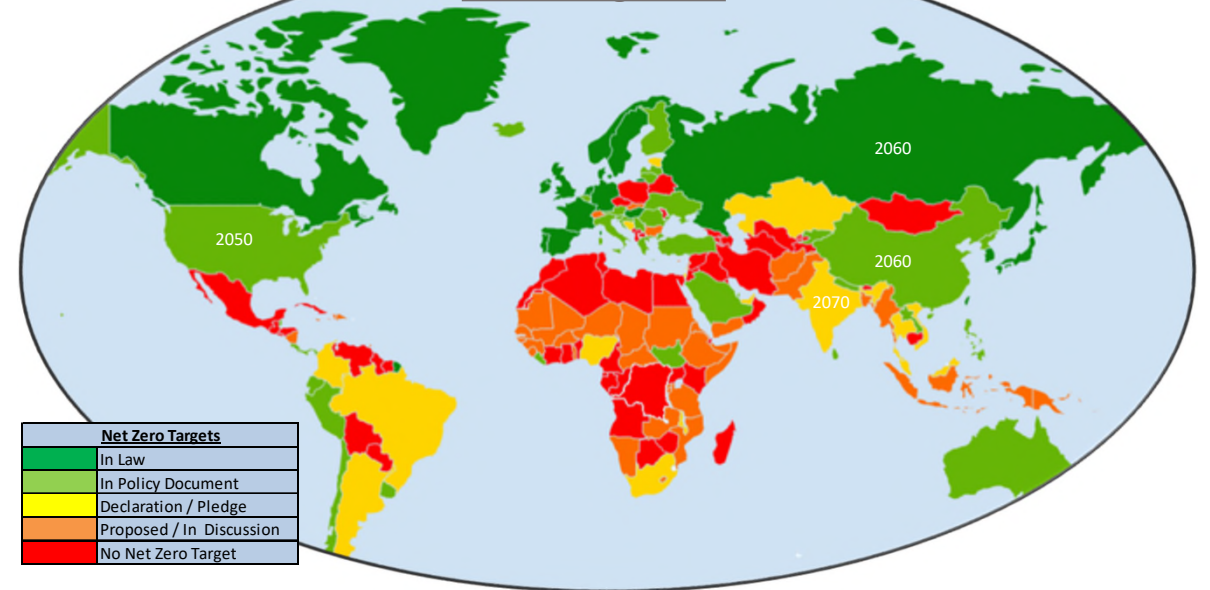 2060
2050
2060
2070
Net Zero Targets
In Law
In Policy Document
Declaration / Pledge
Proposed / In Discussion
No Net Zero Target